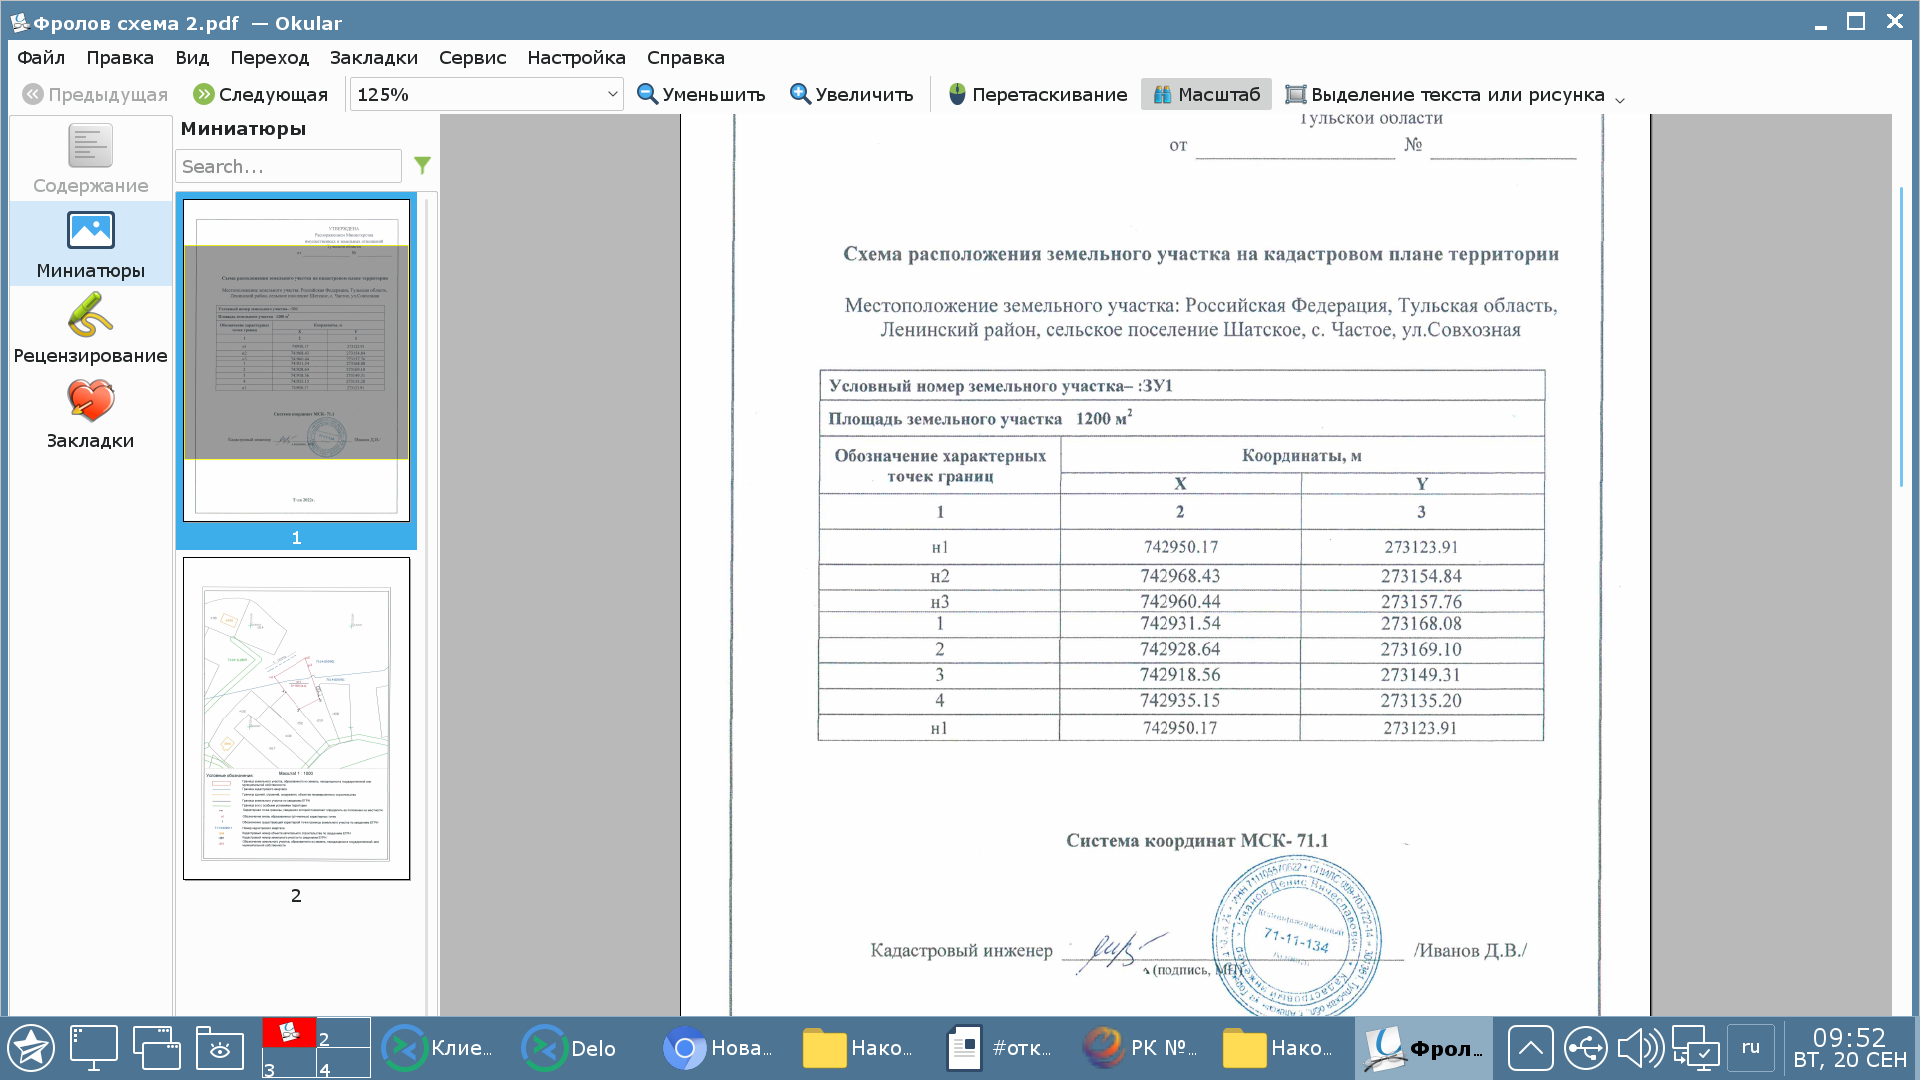 Фролов схема 2.pdf — Okular
Файл Правка Вид Переход Закладки Сервис Настройка Справка
Предыдущая Следующая 125% Уменьшить Увеличить Перетаскивание Масштаб Выделение текста или рисунка
Содержание
Миниатюры
Рецензирование
Закладки
Миниатюры
Search...
1
2
Тульской области
от № 
Схема расположения земельного участка на кадастровом плане территории
Местоположение земельного участка: Российская Федерация, Тульская область,
Ленинский район, сельское поселение Шатское, с. Частое, ул.Совхозная
Условный номер земельного участка– :ЗУ1
Площадь земельного участка 1200 м²
Обозначение характерных точек границ Координаты, м
X Y
1 2 3
н1 742950.17 273123.91
н2 742968.43 273154.84
н3 742960.44 273157.76
1 742931.54 273168.08
2 742928.64 273169.10
3 742918.56 273149.31
4 742935.15 273135.20
н1 742950.17 273123.91
Система координат МСК- 71.1
Кадастровый инженер /Иванов Д.В./
(подпись, МП)
71-11-134
2
3 4
Клие... Delo Нова... Нако... #отк... РК №... Нако... Фрол...
ru
09:52
ВТ, 20 СЕН